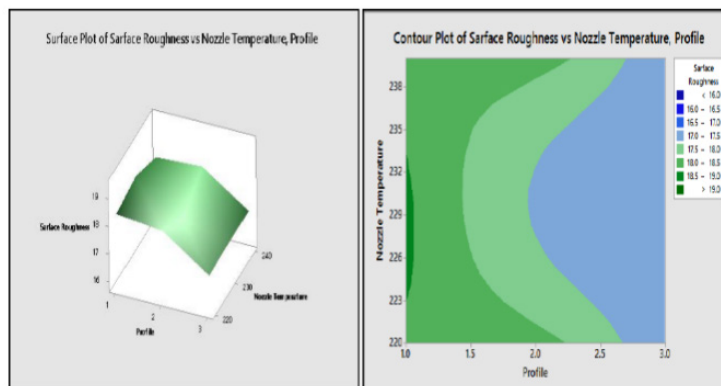 Surface Plot of Sarface Roughness vs Nozzle Temperature, Profile
19
18
17
16
Surface Roughness
1
2
3
Profile
220
230
240
Nozzle Temperature
Contour Plot of Sarface Roughness vs Nozzle Temperature, Profile
238
235
232
229
226
223
220
Nozzle Temperature
1.0
1.5
2.0
2.5
3.0
Profile
Surface
Roughness
< 16.0
16.0 – 16.5
16.5 – 17.0
17.0 – 17.5
17.5 – 18.0
18.0 – 18.5
18.5 – 19.0
> 19.0